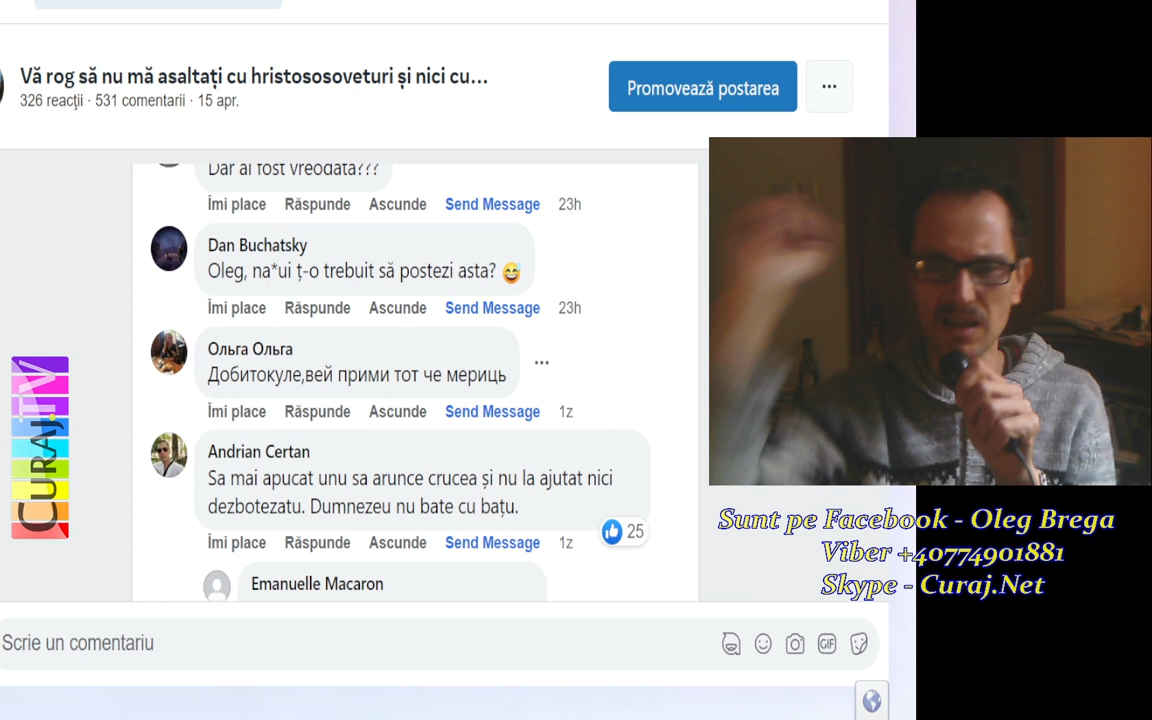 Vă rog să nu mă asaltați cu hristososoveturi și nici cu...
326 reacții · 531 comentarii · 15 apr.
Promovează postarea
Dar ai fost vreodata???
Îmi place Răspunde Ascunde Send Message 23h
Dan Buchatsky
Oleg, na*ui ț-o trebuit să postezi asta? 😅
Îmi place Răspunde Ascunde Send Message 23h
Ольга Ольга
Добитокуле,вей прими тот че мериць
Îmi place Răspunde Ascunde Send Message 1z
Andrian Certan
Sa mai apucat unu sa arunce crucea și nu la ajutat nici
dezbotezatu. Dumnezeu nu bate cu bațu.
25
Îmi place Răspunde Ascunde Send Message 1z
Emanuelle Macaron
Scrie un comentariu
GIF
CURAJ.TV
Sunt pe Facebook - Oleg Brega
Viber +40774901881
Skype - Curaj.Net